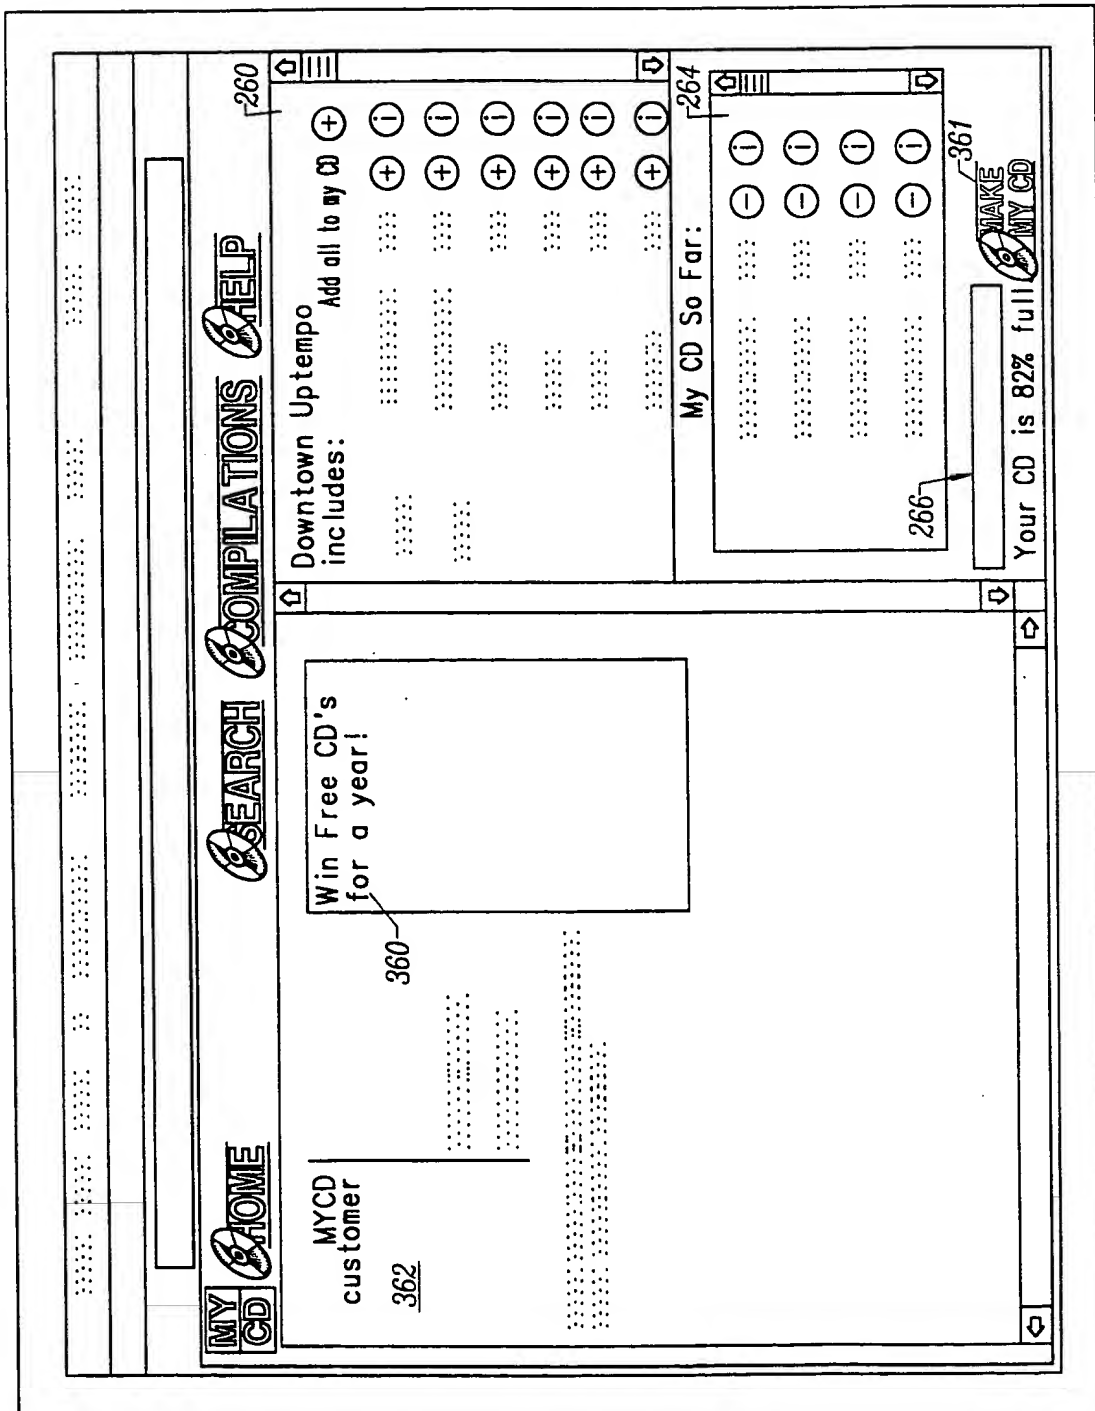 MY
CD
HOME
SEARCH
COMPILATIONS
HELP
MYCD
customer
362
Win Free CD's
for a year!
360
260
Downtown Uptempo
includes:
Add all to my CD +
+ i
+ i
+ i
+ i
+ i
+ i
264
My CD So Far:
- i
- i
- i
- i
266
361
MAKE
MY CD
Your CD is 82% full